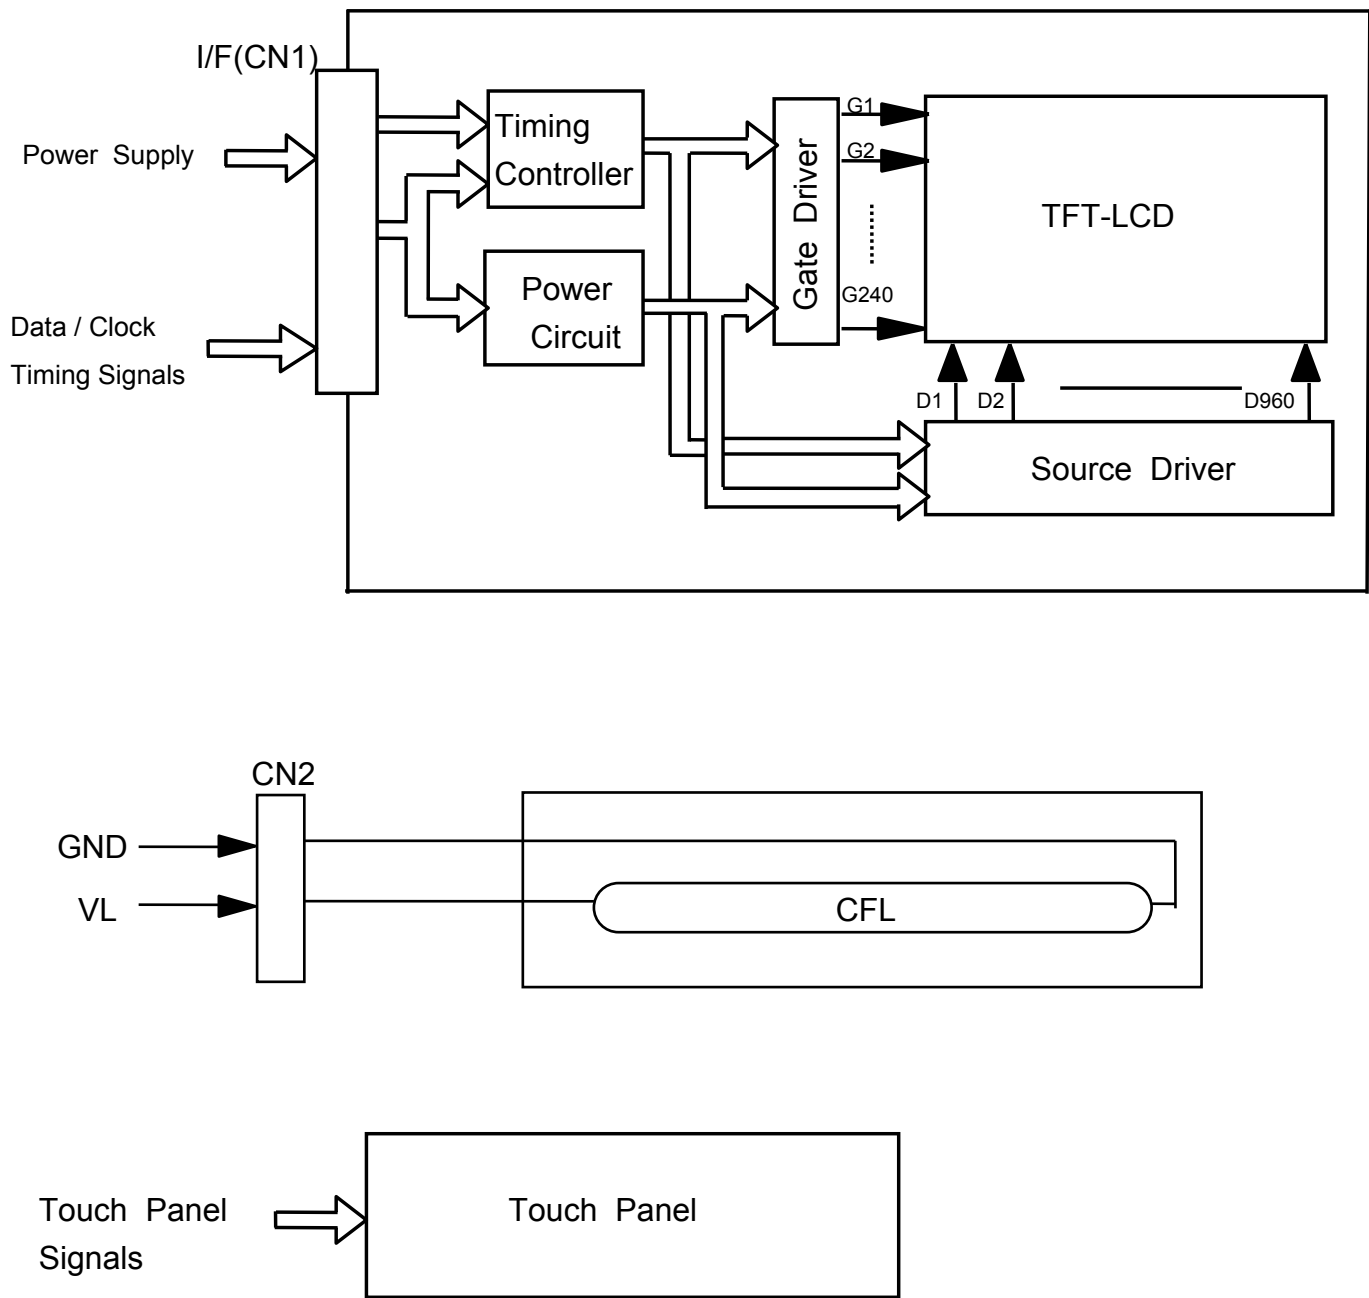 I/F(CN1)
Power Supply
Data / Clock
Timing Signals
Timing
Controller
Power
Circuit
Gate Driver
G1
G2
G240
TFT-LCD
D1
D2
D960
Source Driver
CN2
GND
VL
CFL
Touch Panel
Signals
Touch Panel